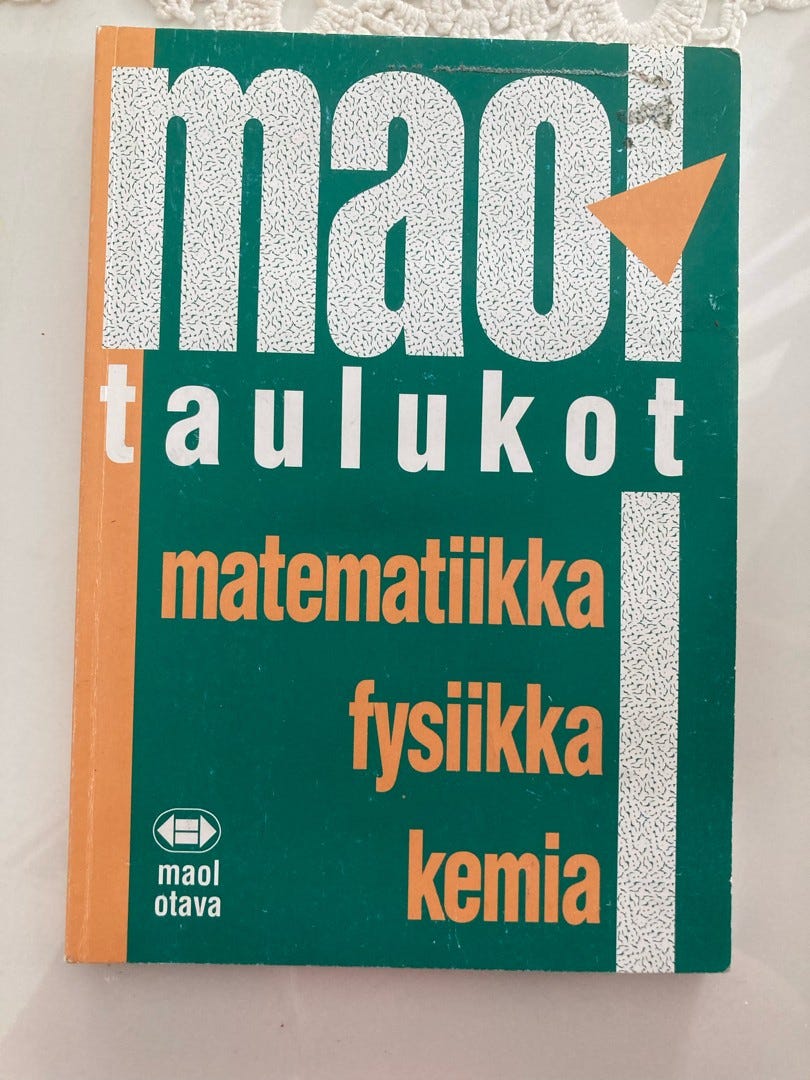 maol
taulukot
matematiikka
fysiikka
kemia
maol
otava